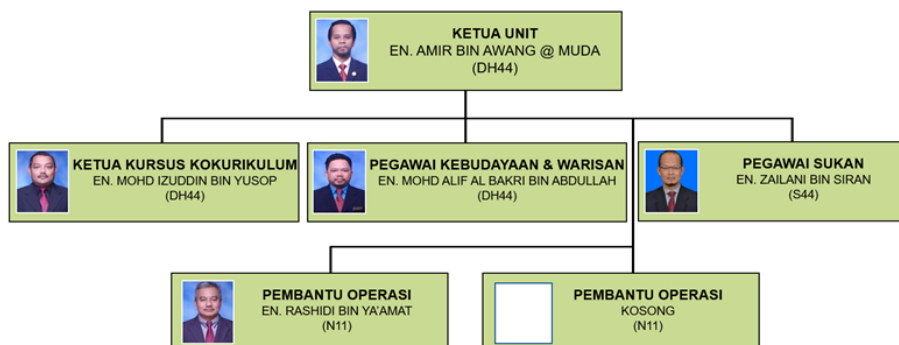 KETUA UNIT
EN. AMIR BIN AWANG @ MUDA
(DH44)
KETUA KURSUS KOKURIKULUM
EN. MOHD IZUDDIN BIN YUSOP
(DH44)
PEGAWAI KEBUDAYAAN & WARISAN
EN. MOHD ALIF AL BAKRI BIN ABDULLAH
(DH44)
PEGAWAI SUKAN
EN. ZAILANI BIN SIRAN
(S44)
PEMBANTU OPERASI
EN. RASHIDI BIN YA'AMAT
(N11)
PEMBANTU OPERASI
KOSONG
(N11)